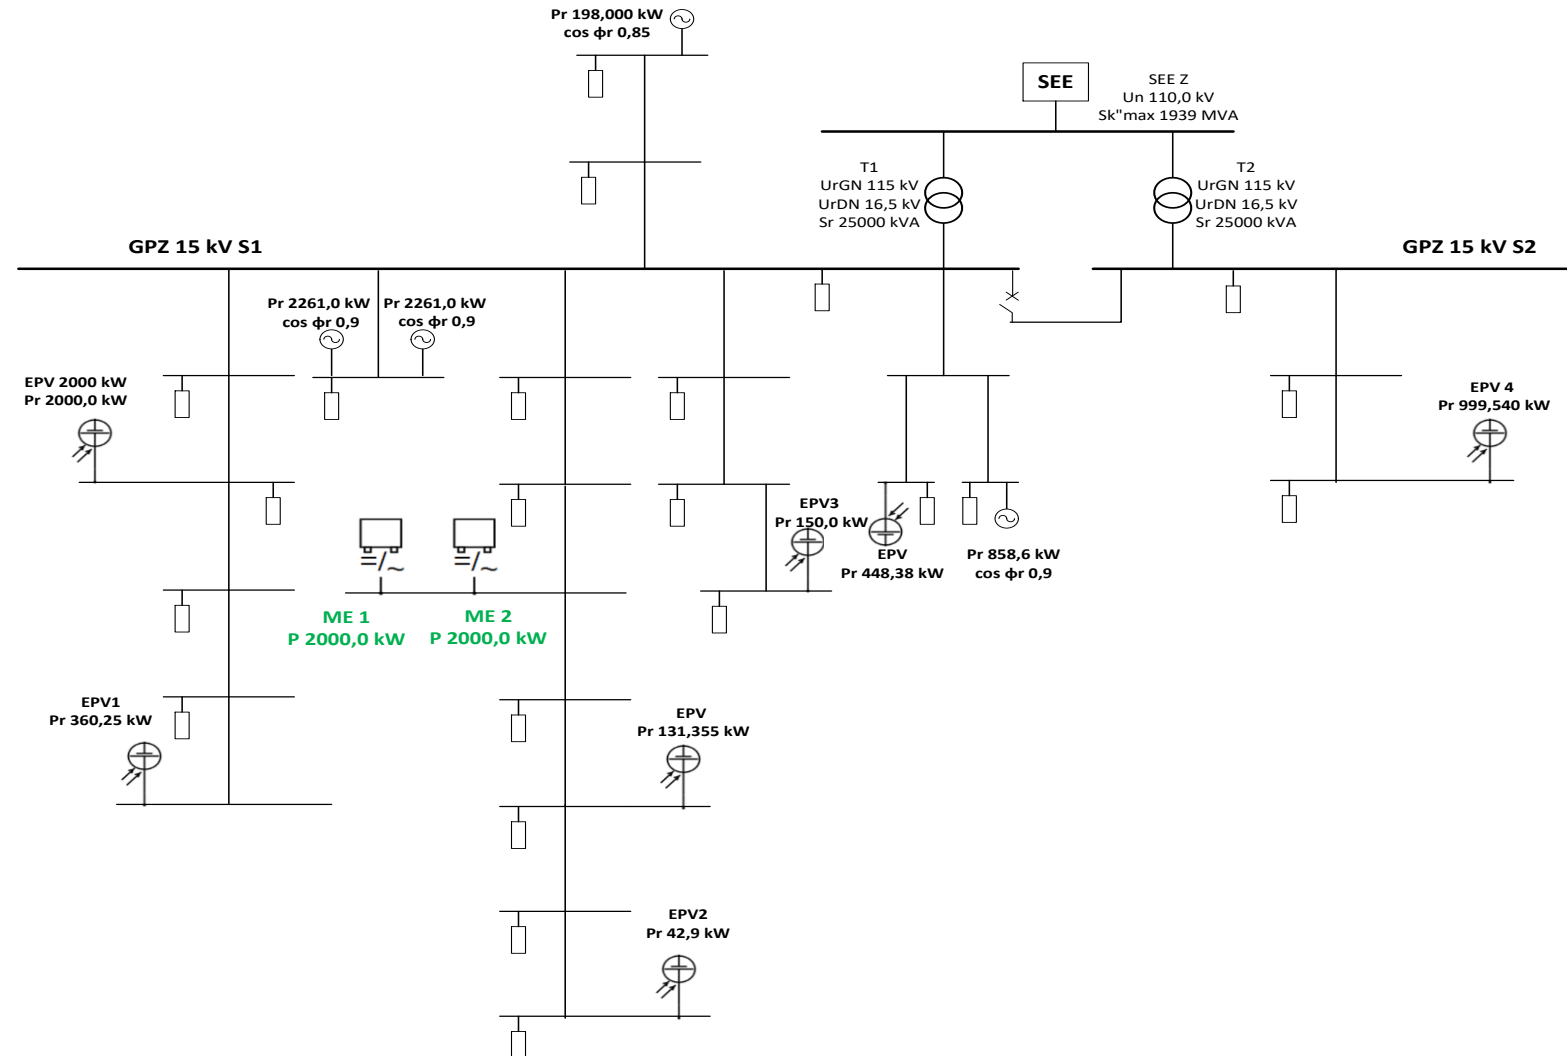 Pr 198,000 kW
cos φr 0,85
SEE
SEE Z
Un 110,0 kV
Sk"max 1939 MVA
T1
UrGN 115 kV
UrDN 16,5 kV
Sr 25000 kVA
T2
UrGN 115 kV
UrDN 16,5 kV
Sr 25000 kVA
GPZ 15 kV S1
GPZ 15 kV S2
Pr 2261,0 kW
cos φr 0,9
Pr 2261,0 kW
cos φr 0,9
EPV 2000 kW
Pr 2000,0 kW
EPV 4
Pr 999,540 kW
EPV3
Pr 150,0 kW
EPV
Pr 448,38 kW
Pr 858,6 kW
cos φr 0,9
=/~
=/~
ME 1
P 2000,0 kW
ME 2
P 2000,0 kW
EPV1
Pr 360,25 kW
EPV
Pr 131,355 kW
EPV2
Pr 42,9 kW